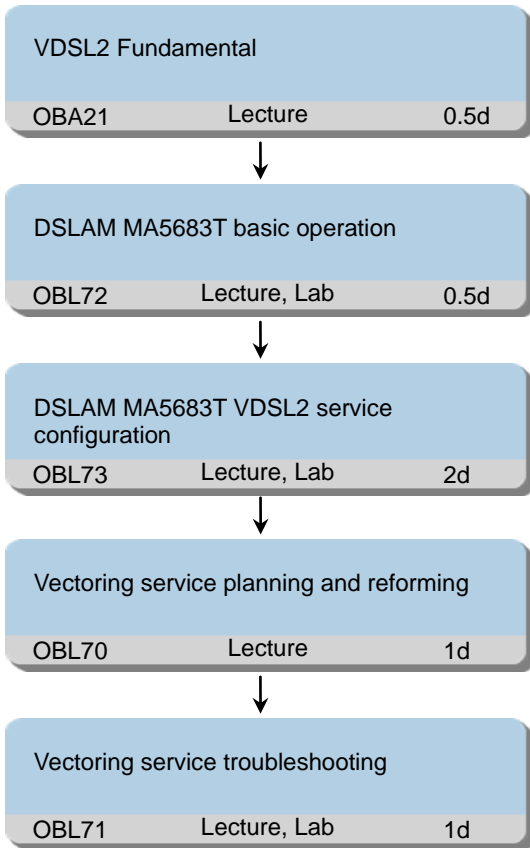 VDSL2 Fundamental
OBA21 Lecture 0.5d
DSLAM MA5683T basic operation
OBL72 Lecture, Lab 0.5d
DSLAM MA5683T VDSL2 service
configuration
OBL73 Lecture, Lab 2d
Vectoring service planning and reforming
OBL70 Lecture 1d
Vectoring service troubleshooting
OBL71 Lecture, Lab 1d